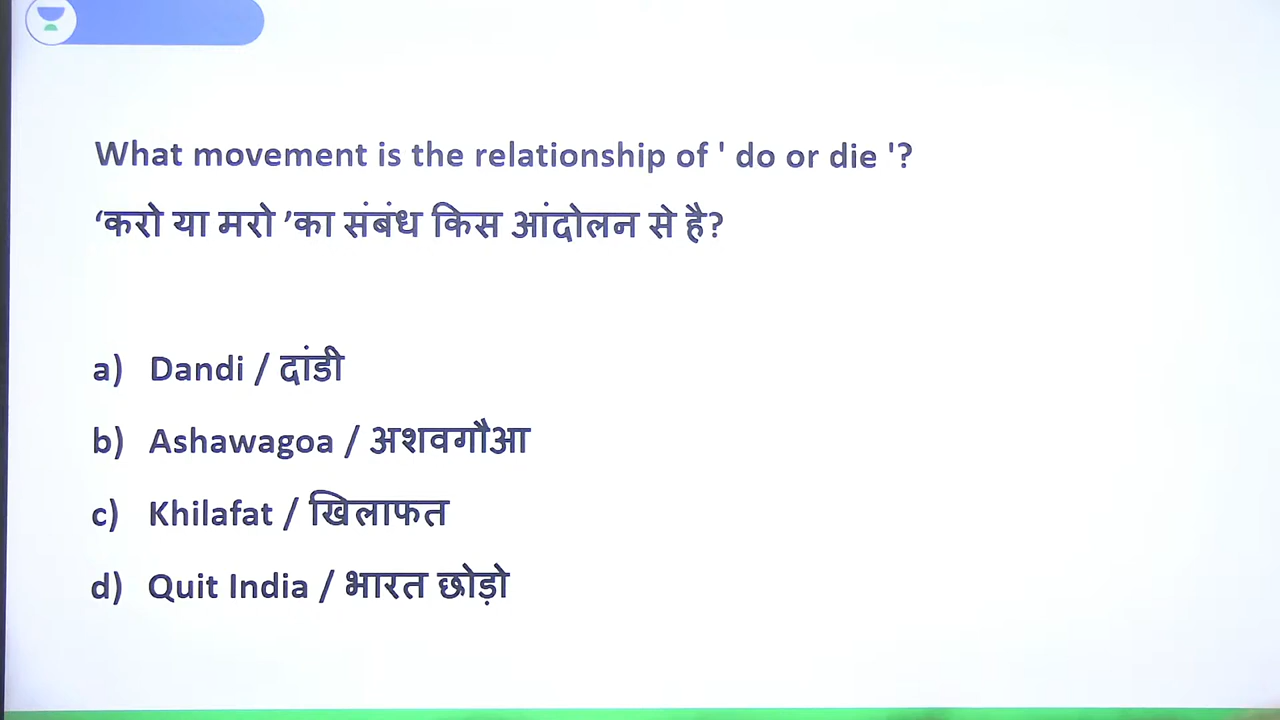 What movement is the relationship of ' do or die '?
‘करो या मरो ’का संबंध किस आंदोलन से है?
a) Dandi / दांडी
b) Ashawagoa / अशवगौआ
c) Khilafat / खिलाफत
d) Quit India / भारत छोड़ो